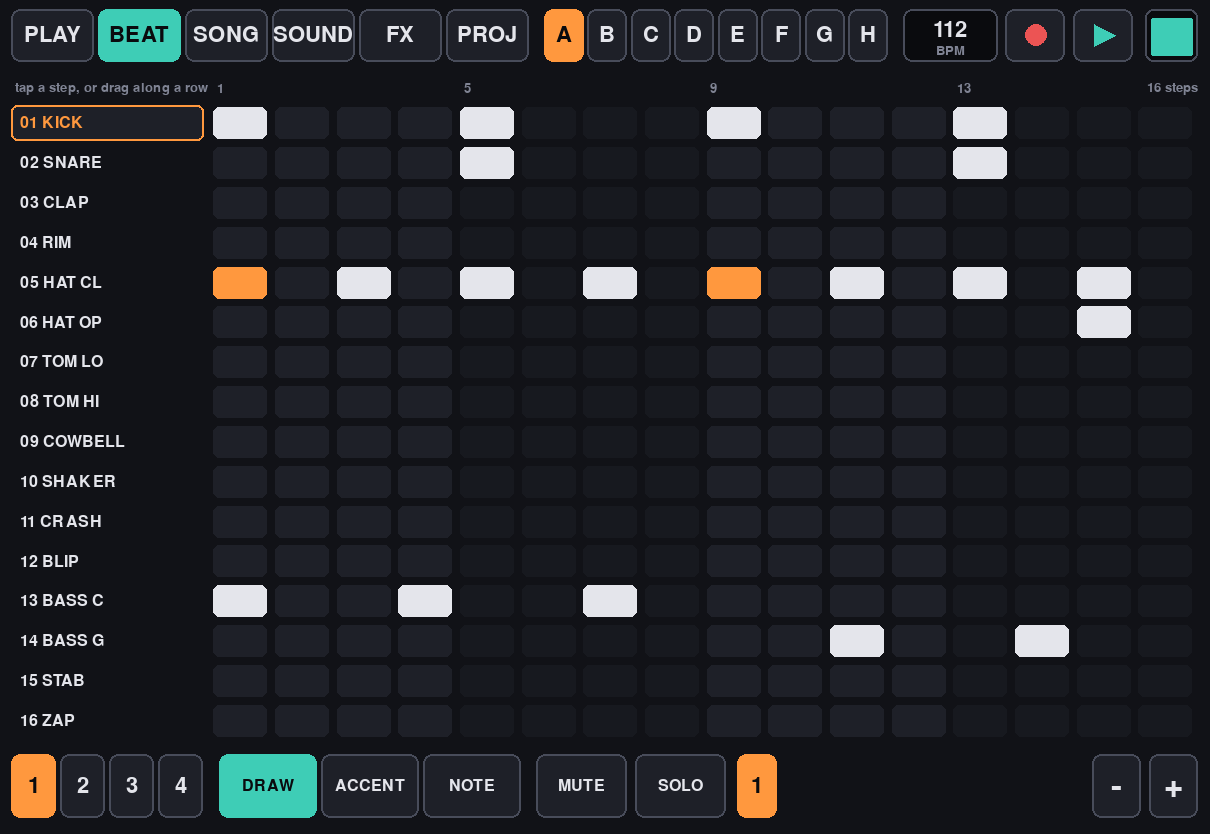 PLAY BEAT SONG SOUND FX PROJ A B C D E F G H 112 BPM
tap a step, or drag along a row 1 5 9 13 16 steps
01 KICK
02 SNARE
03 CLAP
04 RIM
05 HAT CL
06 HAT OP
07 TOM LO
08 TOM HI
09 COWBELL
10 SHAKER
11 CRASH
12 BLIP
13 BASS C
14 BASS G
15 STAB
16 ZAP
1 2 3 4 DRAW ACCENT NOTE MUTE SOLO 1 - +